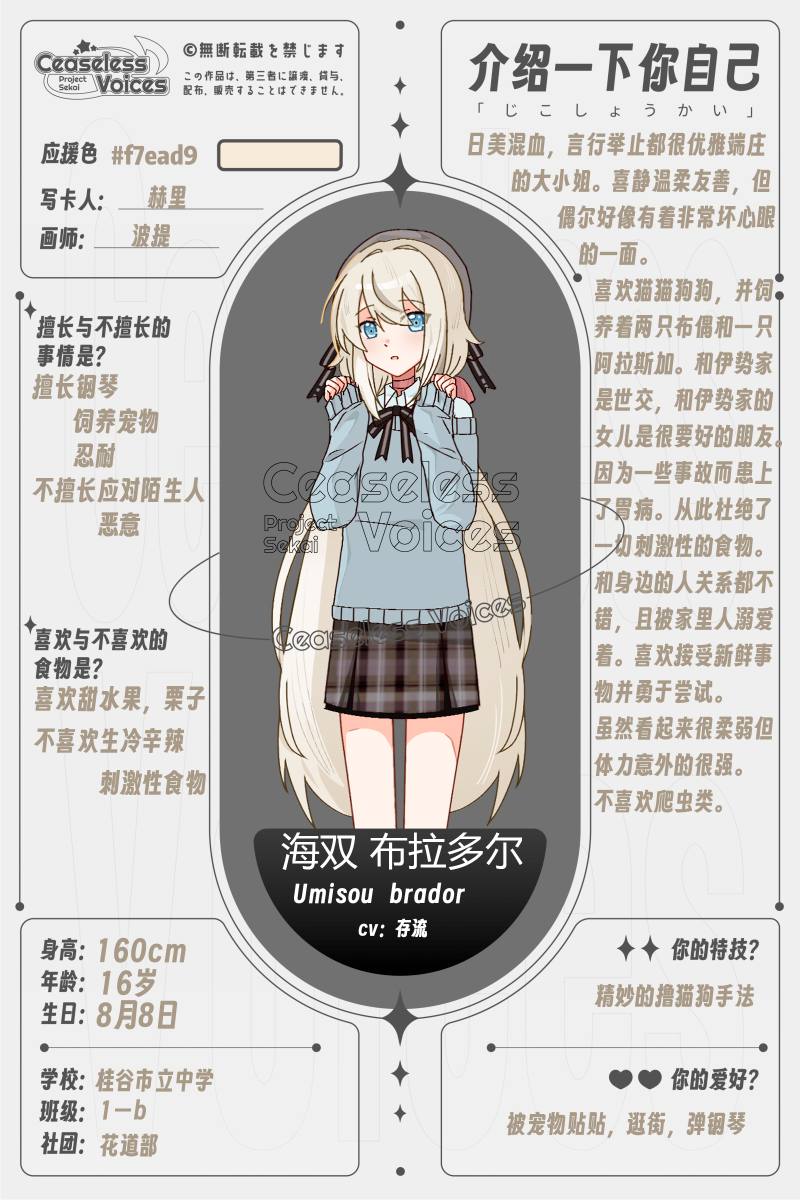 Ceaseless
Project
Sekai
Voices
©無断転載を禁じます
この作品は、第三者に譲渡、貸与、
配布、販売することはできません。
应援色 #f7ead9
写卡人： 赫里
画师： 波提
介绍一下你自己
「じこしょうかい」
日美混血，言行举止都很优雅端庄
的大小姐。喜静温柔友善，但
偶尔好像有着非常坏心眼
的一面。
喜欢猫猫狗狗，并饲
养着两只布偶和一只
阿拉斯加。和伊势家
是世交，和伊势家的
女儿是很要好的朋友。
因为一些事故而患上
了胃病。从此杜绝了
一切刺激性的食物。
和身边的人关系都不
错，且被家里人溺爱
着。喜欢接受新鲜事
物并勇于尝试。
虽然看起来很柔弱但
体力意外的很强。
不喜欢爬虫类。
擅长与不擅长的
事情是？
擅长钢琴
饲养宠物
忍耐
不擅长应对陌生人
恶意
喜欢与不喜欢的
食物是？
喜欢甜水果，栗子
不喜欢生冷辛辣
刺激性食物
Ceaseless
Project
Sekai
Voices
Ceaseless Voices
海双 布拉多尔
Umisou brador
cv：存流
身高： 160cm
年龄： 16岁
生日： 8月8日
学校： 桂谷市立中学
班级： 1－b
社团： 花道部
你的特技？
精妙的撸猫狗手法
你的爱好？
被宠物贴贴，逛街，弹钢琴